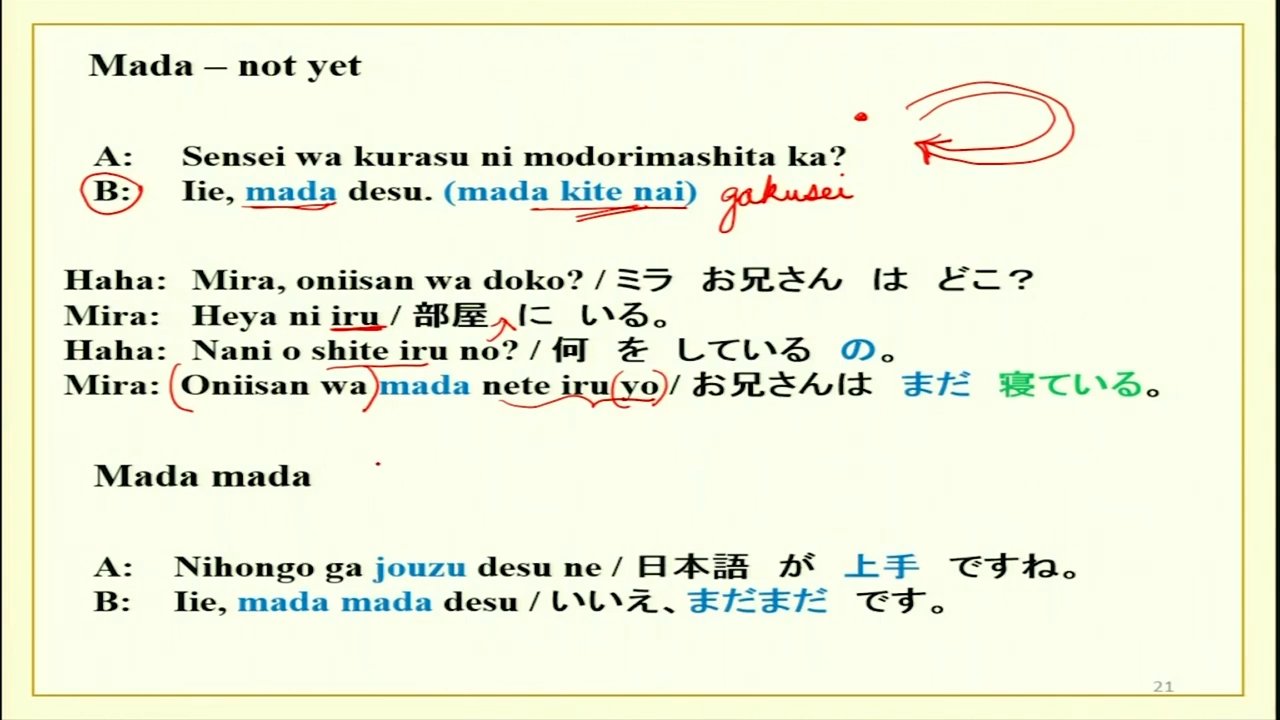 Mada – not yet
A: Sensei wa kurasu ni modorimashita ka?
B: Iie, mada desu. (mada kite nai) gakusei
Haha: Mira, oniisan wa doko? / ミラ お兄さん は どこ？
Mira: Heya ni iru / 部屋 に いる。
Haha: Nani o shite iru no? / 何 を している の。
Mira: Oniisan wa mada nete iru yo / お兄さんは まだ 寝ている。
Mada mada
A: Nihongo ga jouzu desu ne / 日本語 が 上手 ですね。
B: Iie, mada mada desu / いいえ、まだまだ です。
21